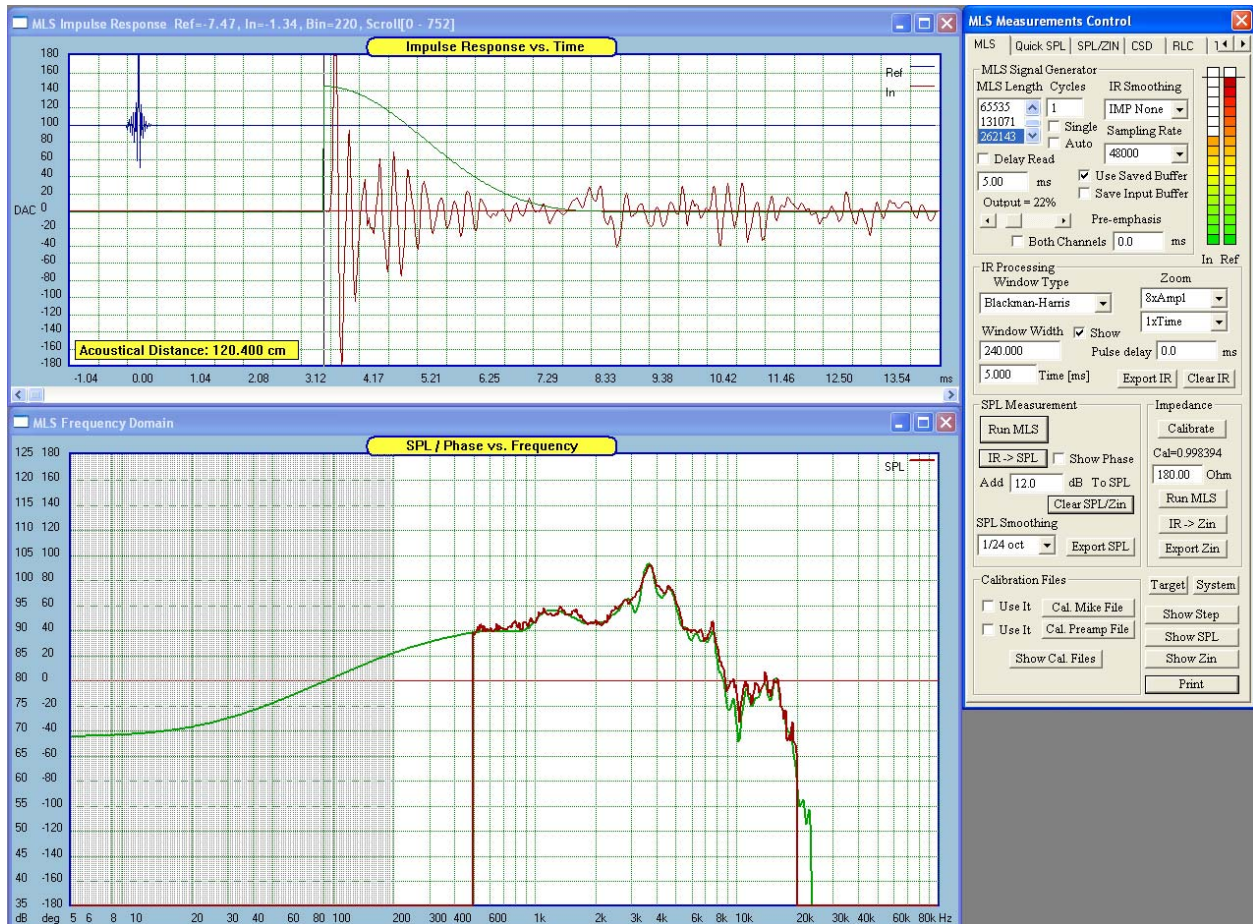 MLS Impulse Response  Ref=-7.47, In=-1.34, Bin=220, Scroll[0 - 752]
Impulse Response vs. Time
180
160
140
120
100
80
60
40
20
DAC 0
-20
-40
-60
-80
-100
-120
-140
-160
-180
Ref
In
Acoustical Distance: 120.400 cm
-1.04 0.00 1.04 2.08 3.12 4.17 5.21 6.25 7.29 8.33 9.38 10.42 11.46 12.50 13.54 ms
MLS Frequency Domain
SPL / Phase vs. Frequency
SPL
125 180
120 160
115 140
110 120
105 100
100 80
95 60
90 40
85 20
80 0
75 -20
70 -40
65 -60
60 -80
55 -100
50 -120
45 -140
40 -160
35 -180
dB deg 5 6 8 10 20 30 40 60 80 100 200 300 400 600 1k 2k 3k 4k 6k 8k 10k 20k 30k 40k 60k 80k Hz
MLS Measurements Control
MLS Quick SPL SPL/ZIN CSD RLC
MLS Signal Generator
MLS Length Cycles IR Smoothing
65535
131071
262143
1
IMP None
Single
Auto
Sampling Rate
48000
Delay Read
5.00 ms
Use Saved Buffer
Save Input Buffer
Output = 22%
Pre-emphasis
Both Channels 0.0 ms
In Ref
IR Processing
Window Type
Blackman-Harris
Zoom
8xAmpl
1xTime
Window Width Show
240.000
Pulse delay 0.0 ms
5.000 Time [ms]
Export IR Clear IR
SPL Measurement
Run MLS
IR -> SPL Show Phase
Add 12.0 dB To SPL
Clear SPL/Zin
SPL Smoothing
1/24 oct Export SPL
Impedance
Calibrate
Cal=0.998394
180.00 Ohm
Run MLS
IR -> Zin
Export Zin
Calibration Files
Use It Cal. Mike File
Use It Cal. Preamp File
Show Cal. Files
Target System
Show Step
Show SPL
Show Zin
Print